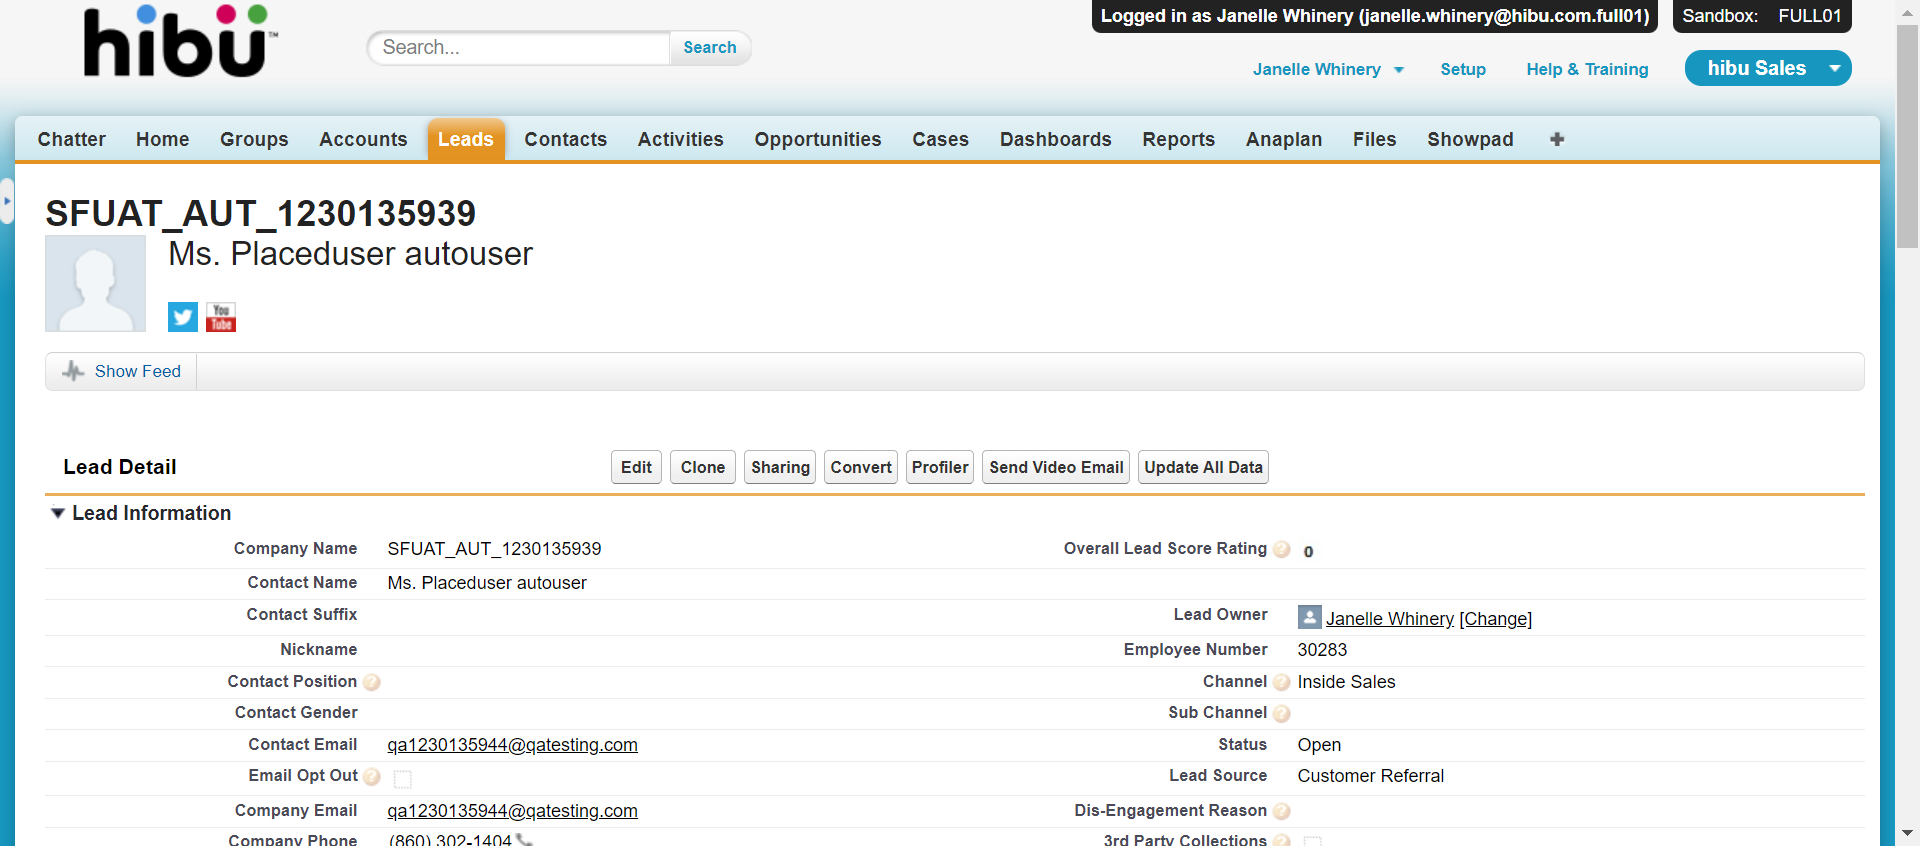 hibu™
Search...
Search
Logged in as Janelle Whinery (janelle.whinery@hibu.com.full01)
Sandbox: FULL01
Janelle Whinery
Setup
Help & Training
hibu Sales
Chatter Home Groups Accounts Leads Contacts Activities Opportunities Cases Dashboards Reports Anaplan Files Showpad
SFUAT_AUT_1230135939
Ms. Placeduser autouser
You Tube
Show Feed
Lead Detail
Edit Clone Sharing Convert Profiler Send Video Email Update All Data
Lead Information
Company Name SFUAT_AUT_1230135939 Overall Lead Score Rating ? 0
Contact Name Ms. Placeduser autouser
Contact Suffix Lead Owner Janelle Whinery [Change]
Nickname Employee Number 30283
Contact Position ? Channel ? Inside Sales
Contact Gender Sub Channel ?
Contact Email qa1230135944@qatesting.com Status Open
Email Opt Out ? Lead Source Customer Referral
Company Email qa1230135944@qatesting.com Dis-Engagement Reason ?
Company Phone (860) 302-1404 3rd Party Collections ?